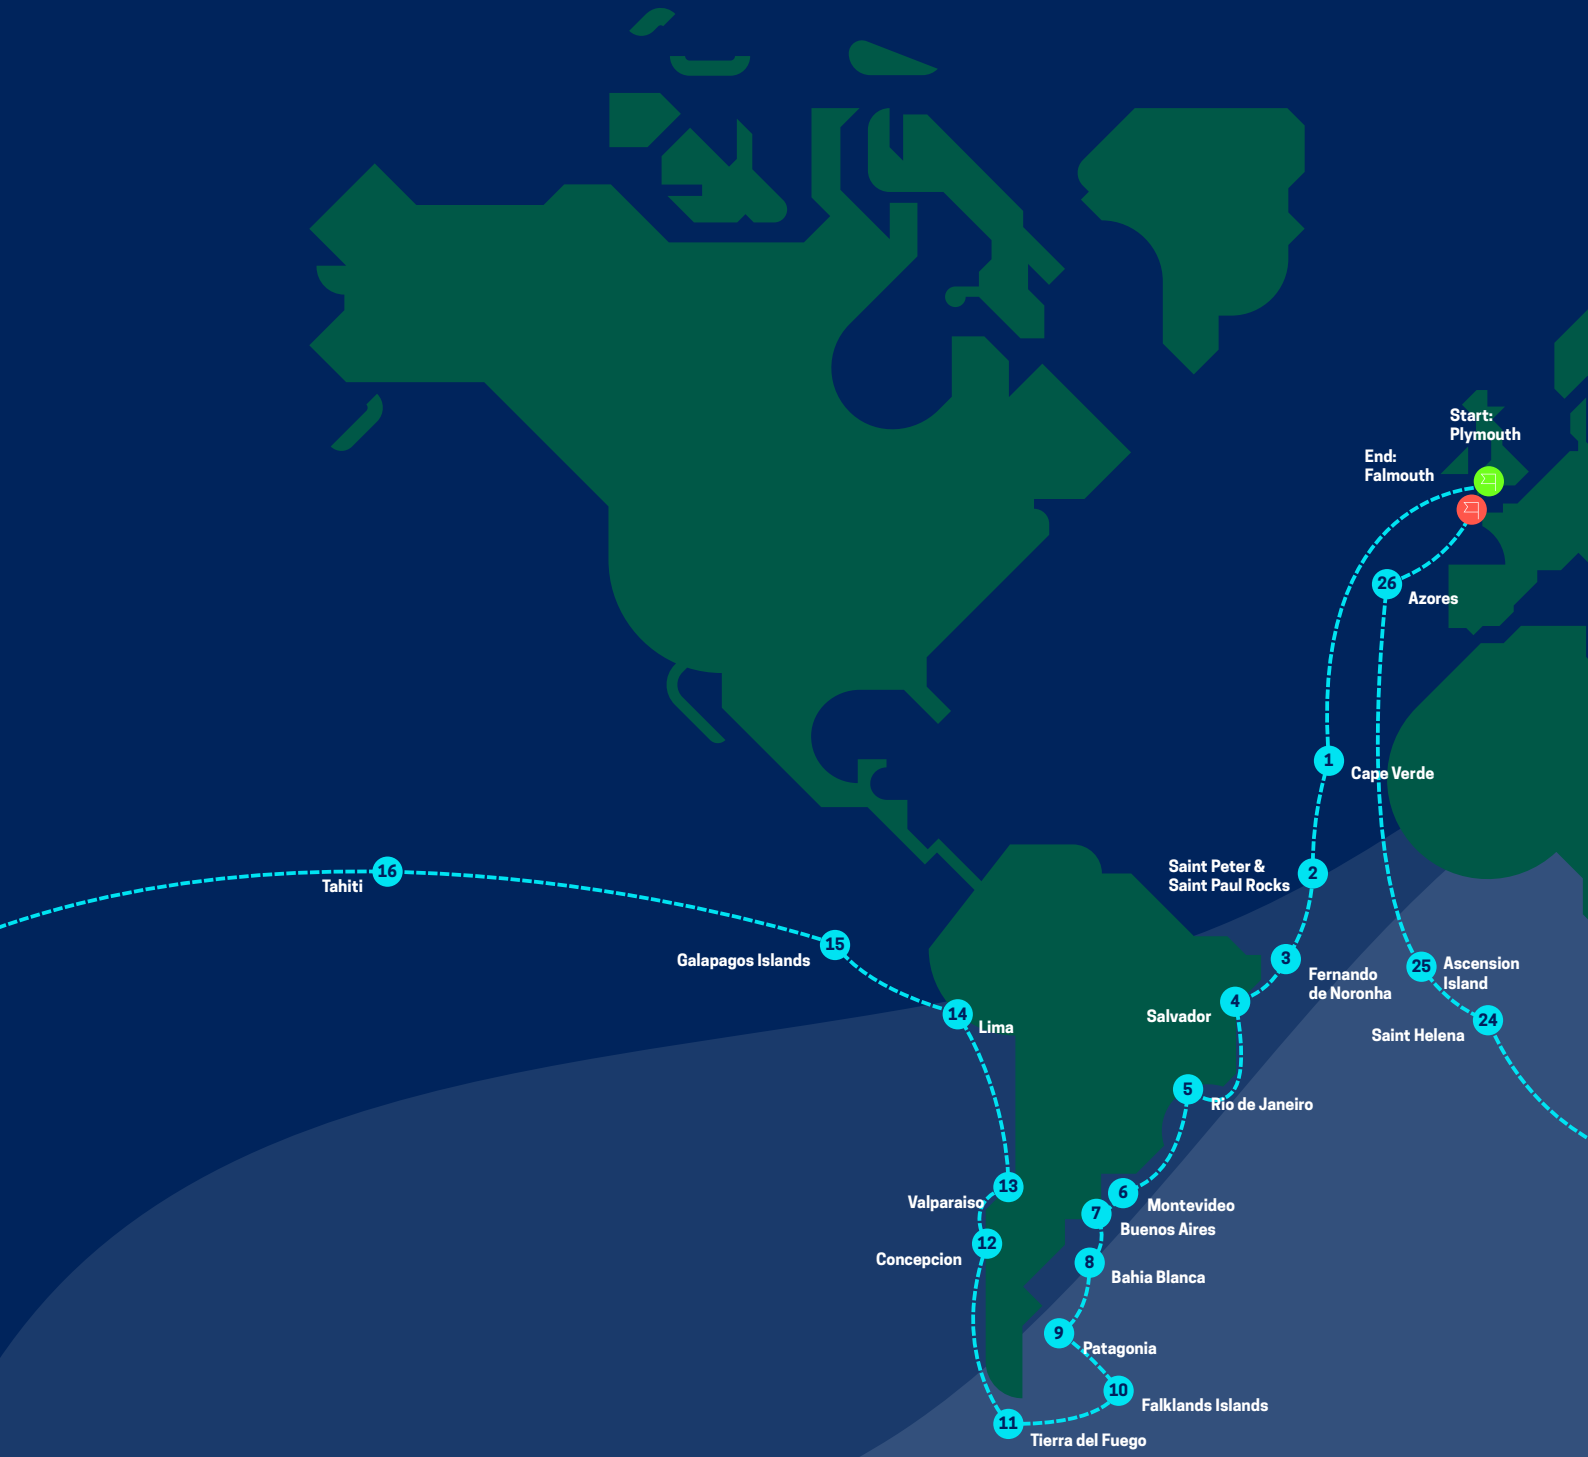 Start:
Plymouth
End:
Falmouth
26
Azores
1
Cape Verde
Saint Peter &
Saint Paul Rocks
2
16
Tahiti
15
Galapagos Islands
3
Fernando
de Noronha
25
Ascension
Island
4
Salvador
14
Lima
24
Saint Helena
5
Rio de Janeiro
13
Valparaiso
6
Montevideo
7
Buenos Aires
12
Concepcion
8
Bahia Blanca
9
Patagonia
10
Falklands Islands
11
Tierra del Fuego